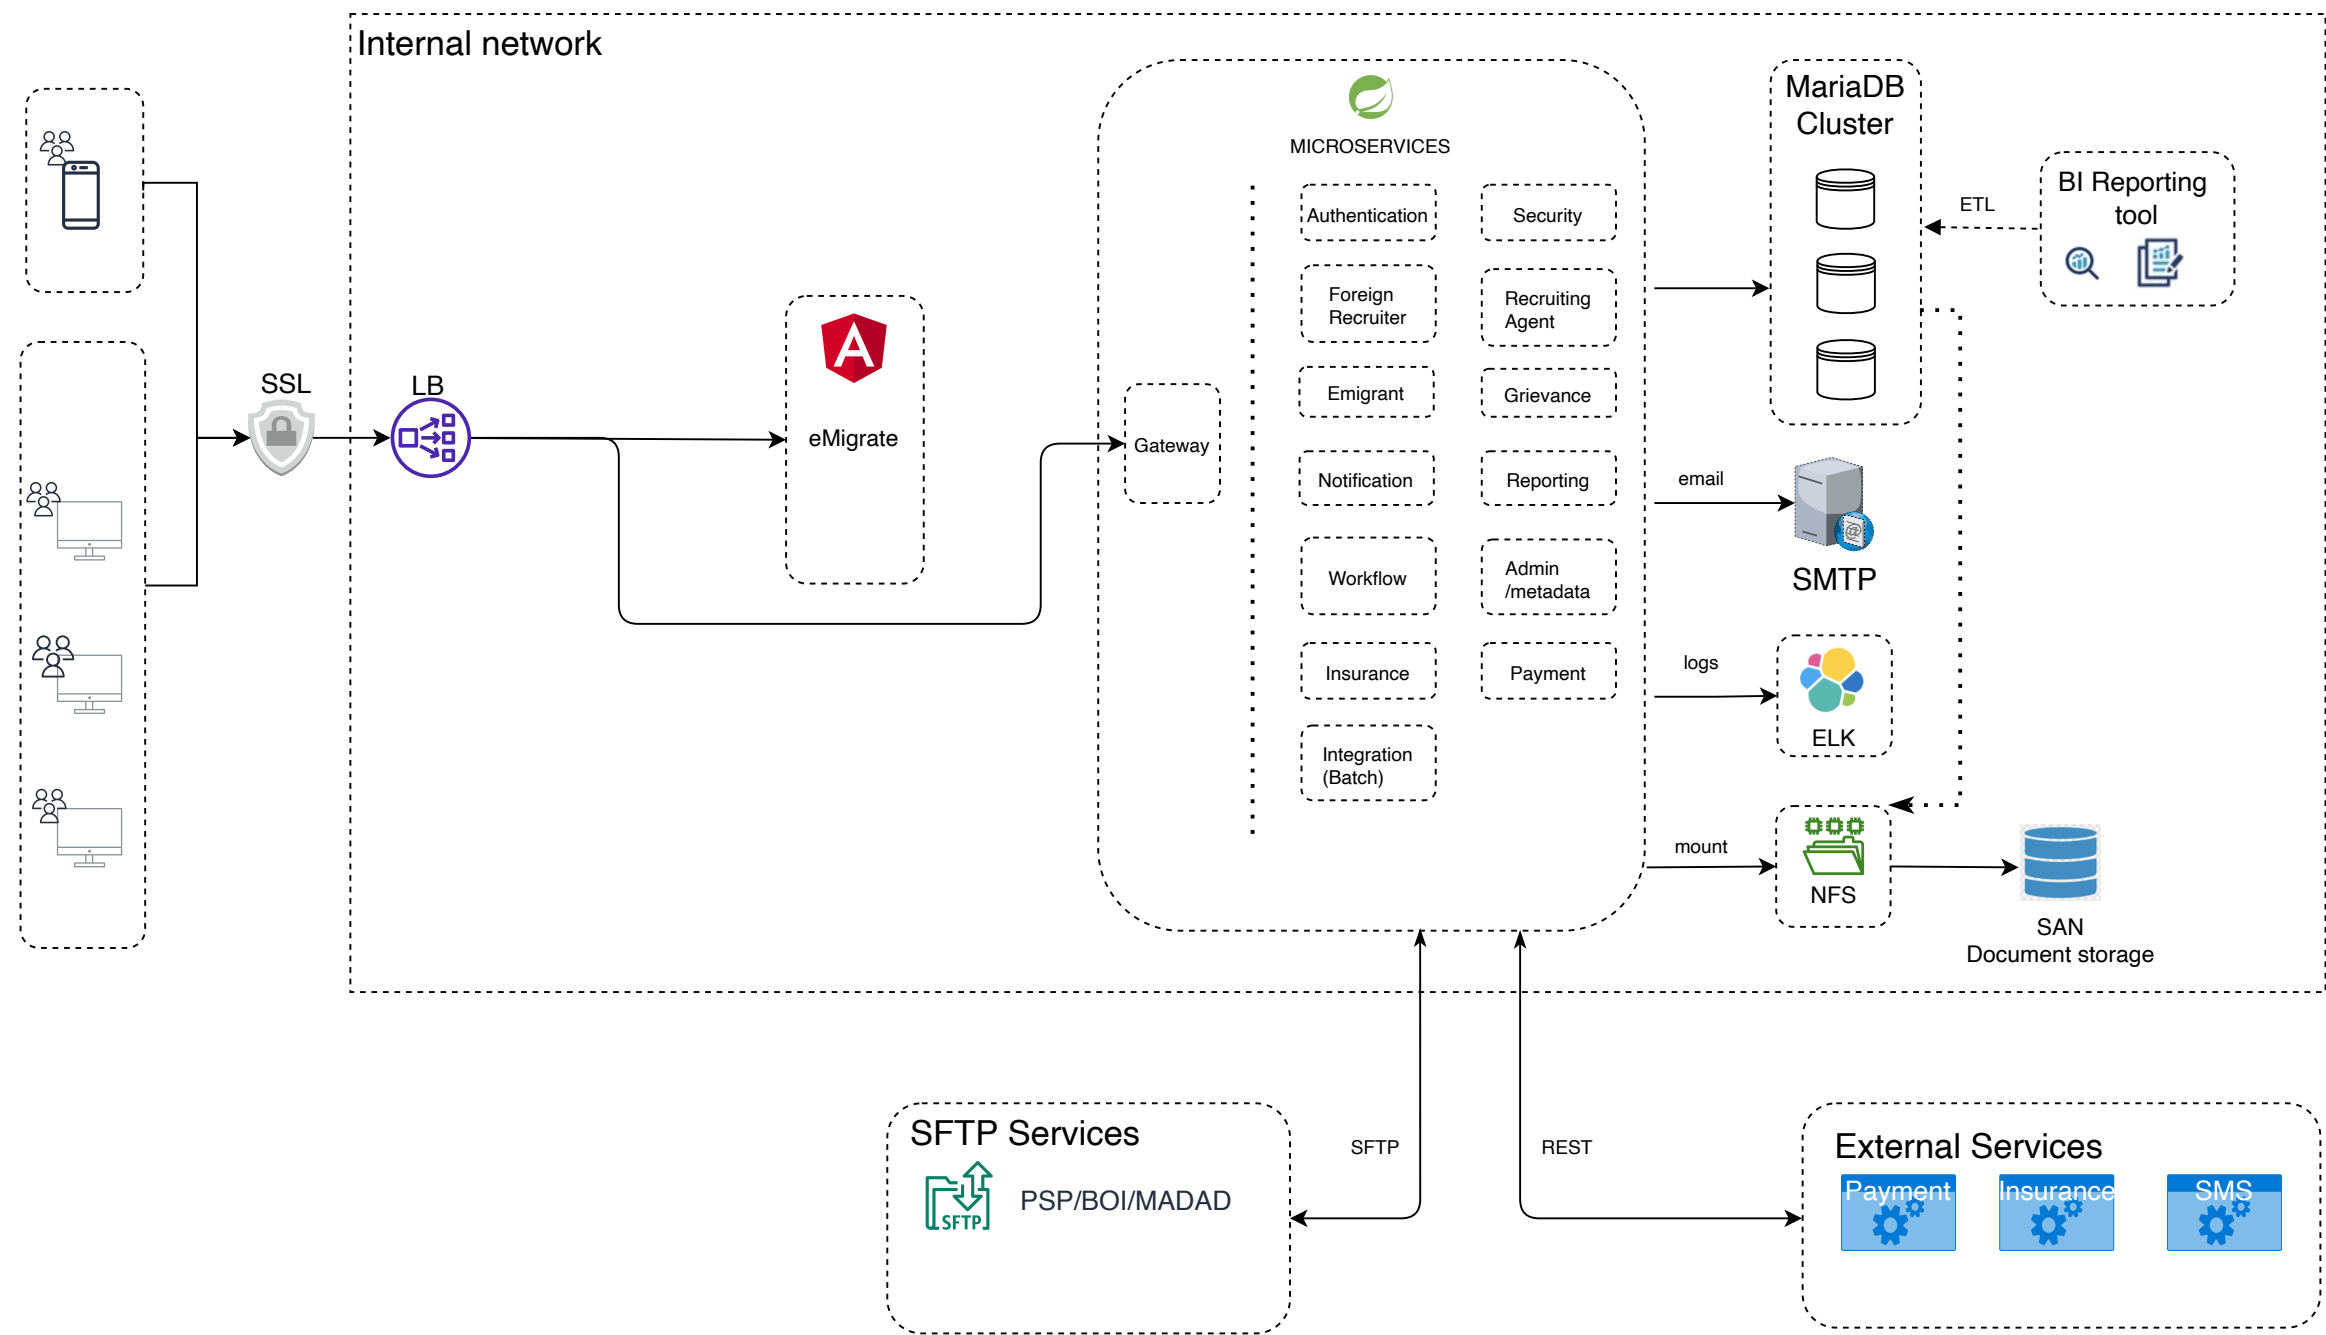 Internal network
SSL
LB
eMigrate
MICROSERVICES
Gateway
Authentication
Security
Foreign
Recruiter
Recruiting
Agent
Emigrant
Grievance
Notification
Reporting
Workflow
Admin
/metadata
Insurance
Payment
Integration
(Batch)
MariaDB
Cluster
ETL
BI Reporting
tool
email
SMTP
logs
ELK
mount
NFS
SAN
Document storage
SFTP Services
SFTP
PSP/BOI/MADAD
SFTP
REST
External Services
Payment
Insurance
SMS